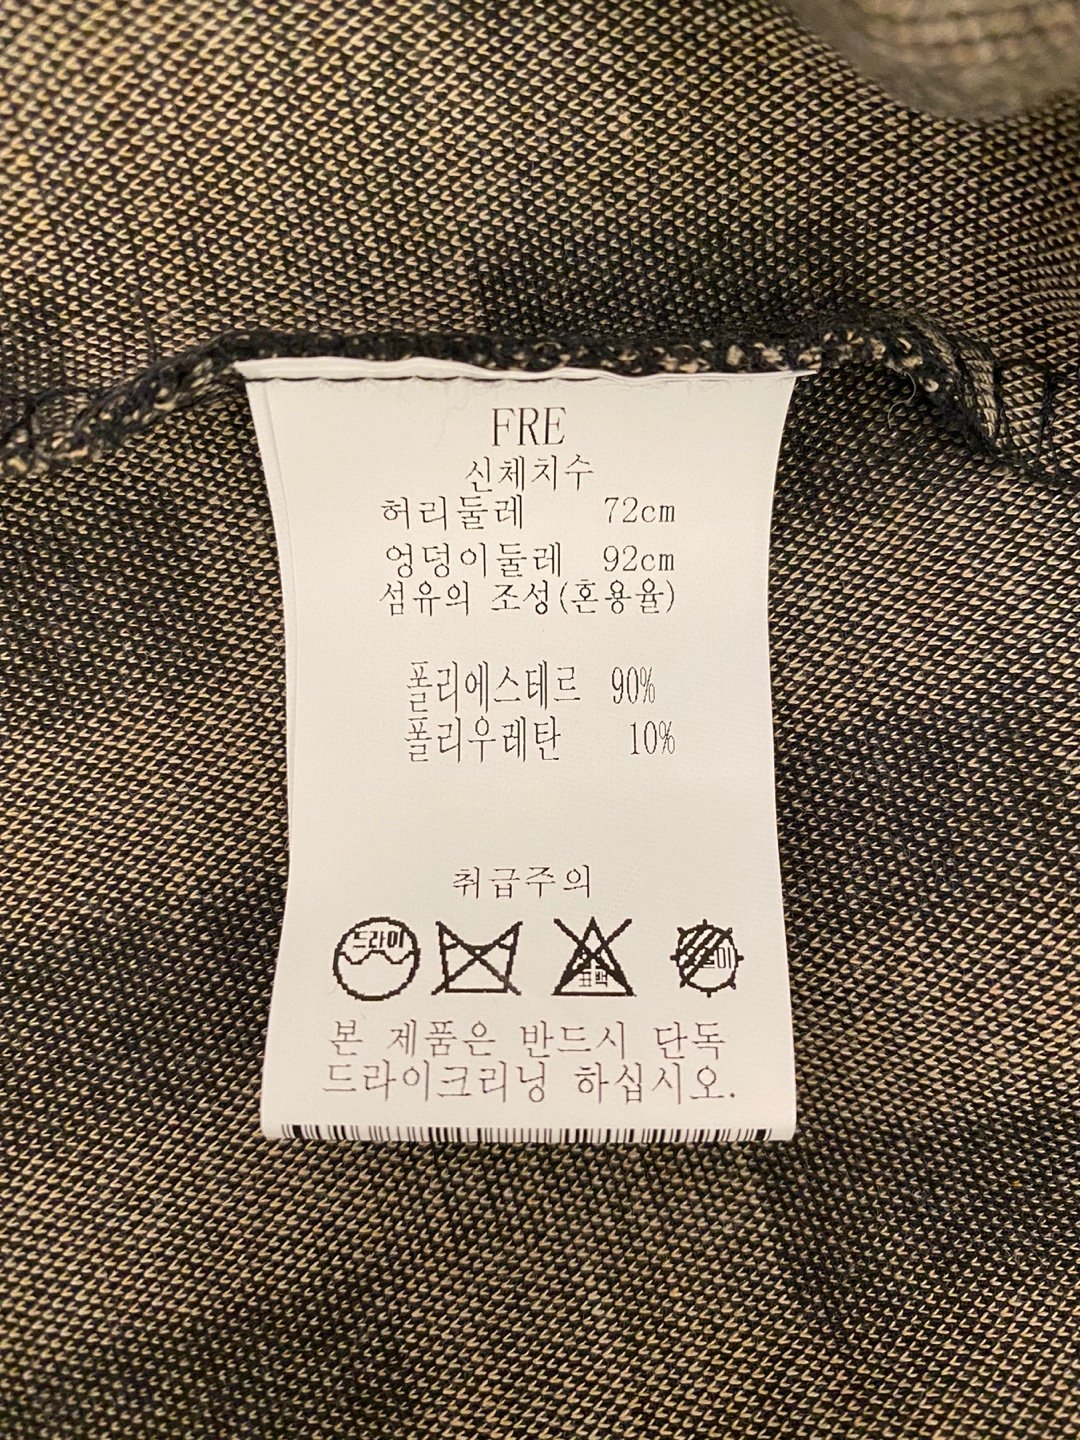 FRE
신체치수
허리둘레 72cm
엉덩이둘레 92cm
섬유의 조성(혼용율)
폴리에스테르 90%
폴리우레탄 10%
취급주의
드라이
표백
본 제품은 반드시 단독
드라이크리닝 하십시오.